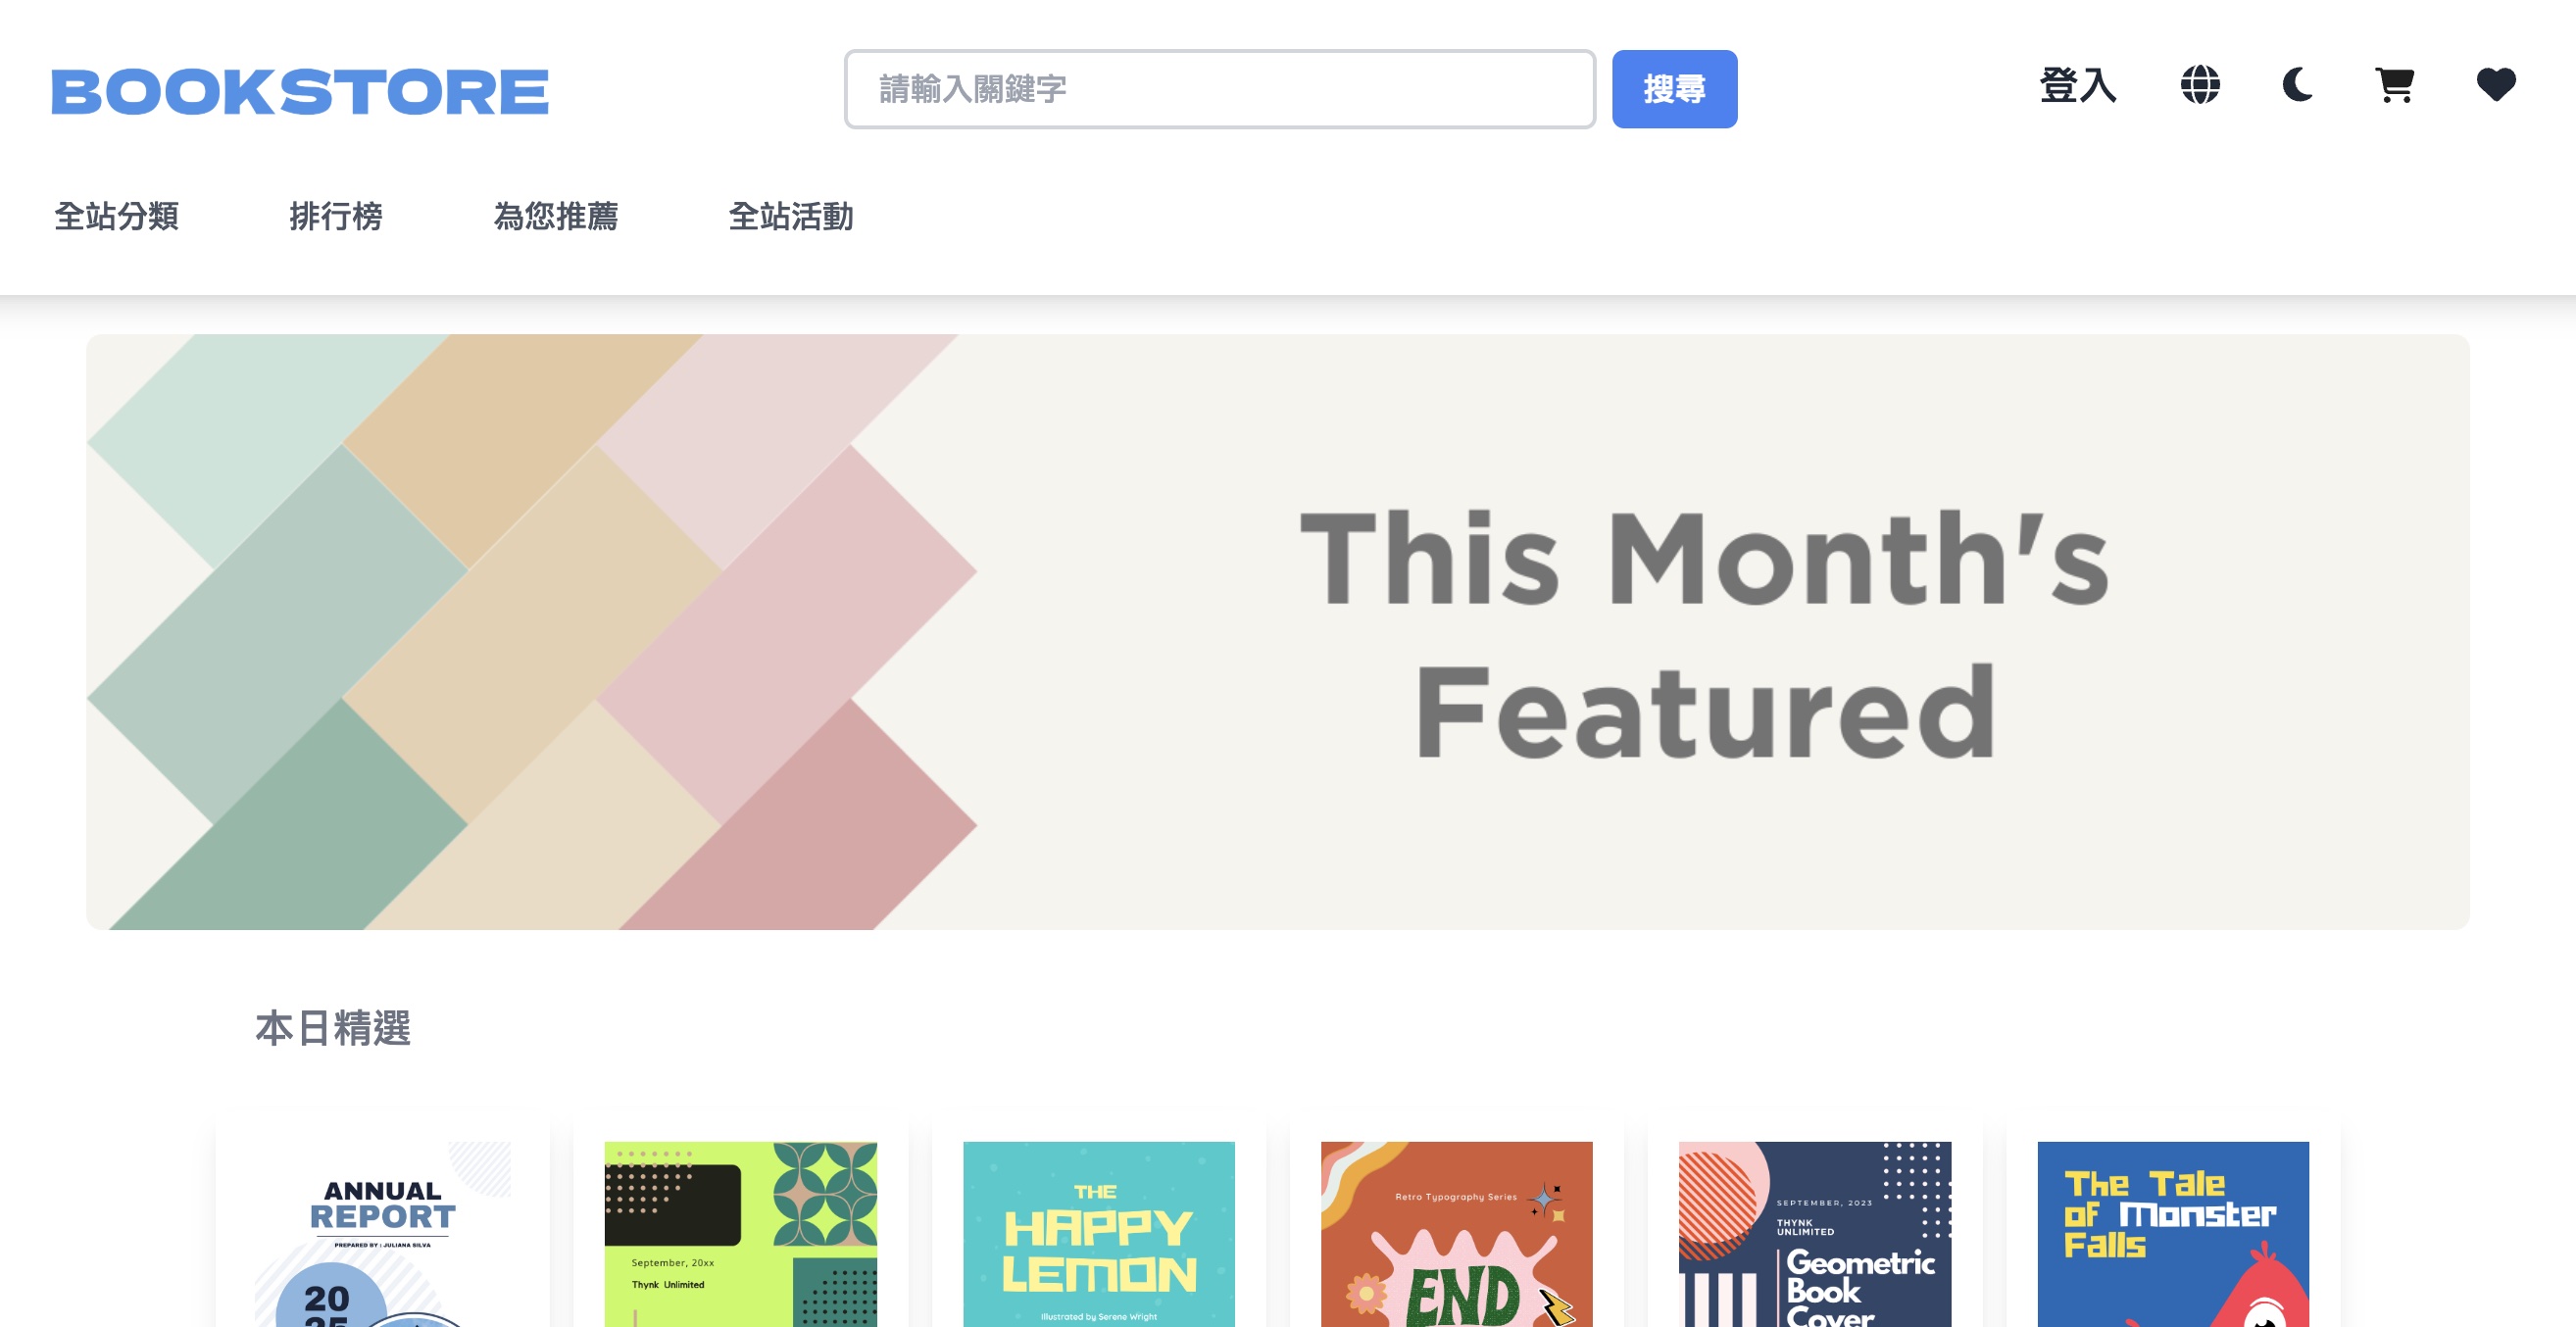 BOOKSTORE
請輸入關鍵字
搜尋
登入
全站分類
排行榜
為您推薦
全站活動
This Month's
Featured
本日精選
ANNUAL
REPORT
PREPARED BY : JULIANA SILVA
20
25
September, 20xx
Thynk Unlimited
THE
HAPPY
LEMON
Illustrated by Serene Wright
Retro Typography Series
END
SEPTEMBER, 2023
THYNK
UNLIMITED
Geometric
Book
Cover
The Tale
of Monster
Falls